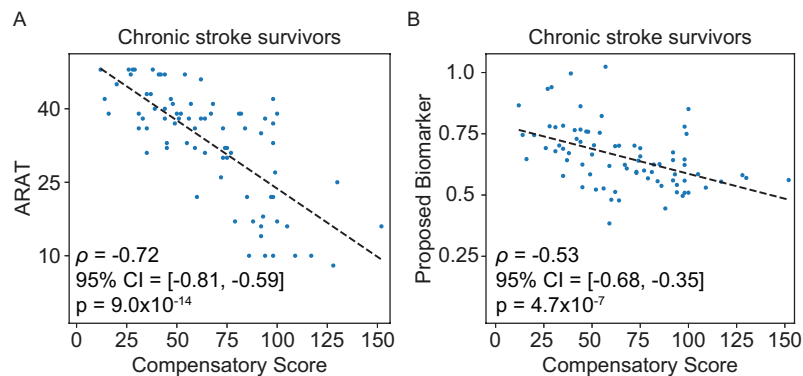 A
Chronic stroke survivors
ARAT
40
25
10
ρ = -0.72
95% CI = [-0.81, -0.59]
p = 9.0x10⁻¹⁴
0 25 50 75 100 125 150
Compensatory Score
B
Chronic stroke survivors
Proposed Biomarker
1.0
0.75
0.5
0.25
ρ = -0.53
95% CI = [-0.68, -0.35]
p = 4.7x10⁻⁷
0 25 50 75 100 125 150
Compensatory Score